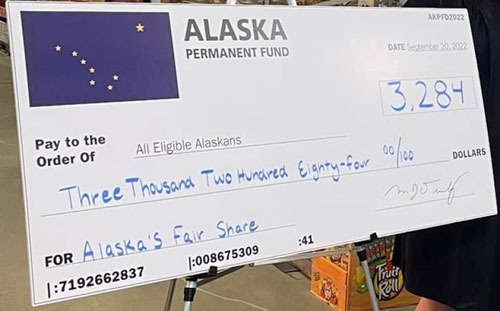 AKPFD2022
ALASKA
PERMANENT FUND
DATE September 20, 2022
3,284
Pay to the
Order Of
All Eligible Alaskans
Three Thousand Two Hundred Eighty-four 00/100 DOLLARS
FOR Alaska's Fair Share
|:7192662837 |:008675309 :41
Fruit
Roll